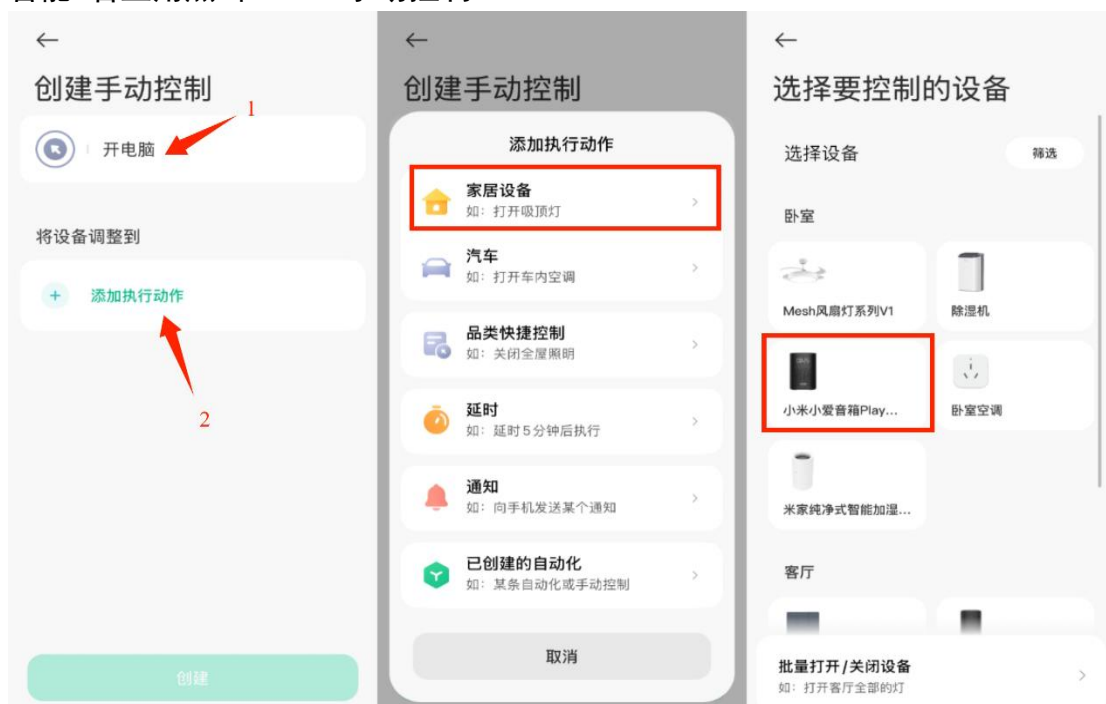 创建手动控制
1
开电脑
将设备调整到
+ 添加执行动作
2
创建
创建手动控制
添加执行动作
家居设备
如：打开吸顶灯
汽车
如：打开车内空调
品类快捷控制
如：关闭全屋照明
延时
如：延时5分钟后执行
通知
如：向手机发送某个通知
已创建的自动化
如：某条自动化或手动控制
取消
选择要控制的设备
选择设备
筛选
卧室
Mesh风扇灯系列V1
除湿机
小米小爱音箱Play...
卧室空调
米家纯净式智能加湿...
客厅
批量打开/关闭设备
如：打开客厅全部的灯